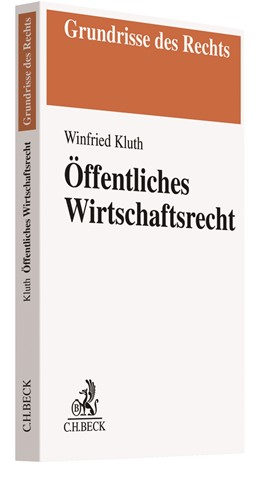 Grundrisse des Rechts
Winfried Kluth
Öffentliches
Wirtschaftsrecht
B
C.H.BECK
Grundrisse des Rechts
Kluth Öffentliches Wirtschaftsrecht
C.H.BECK